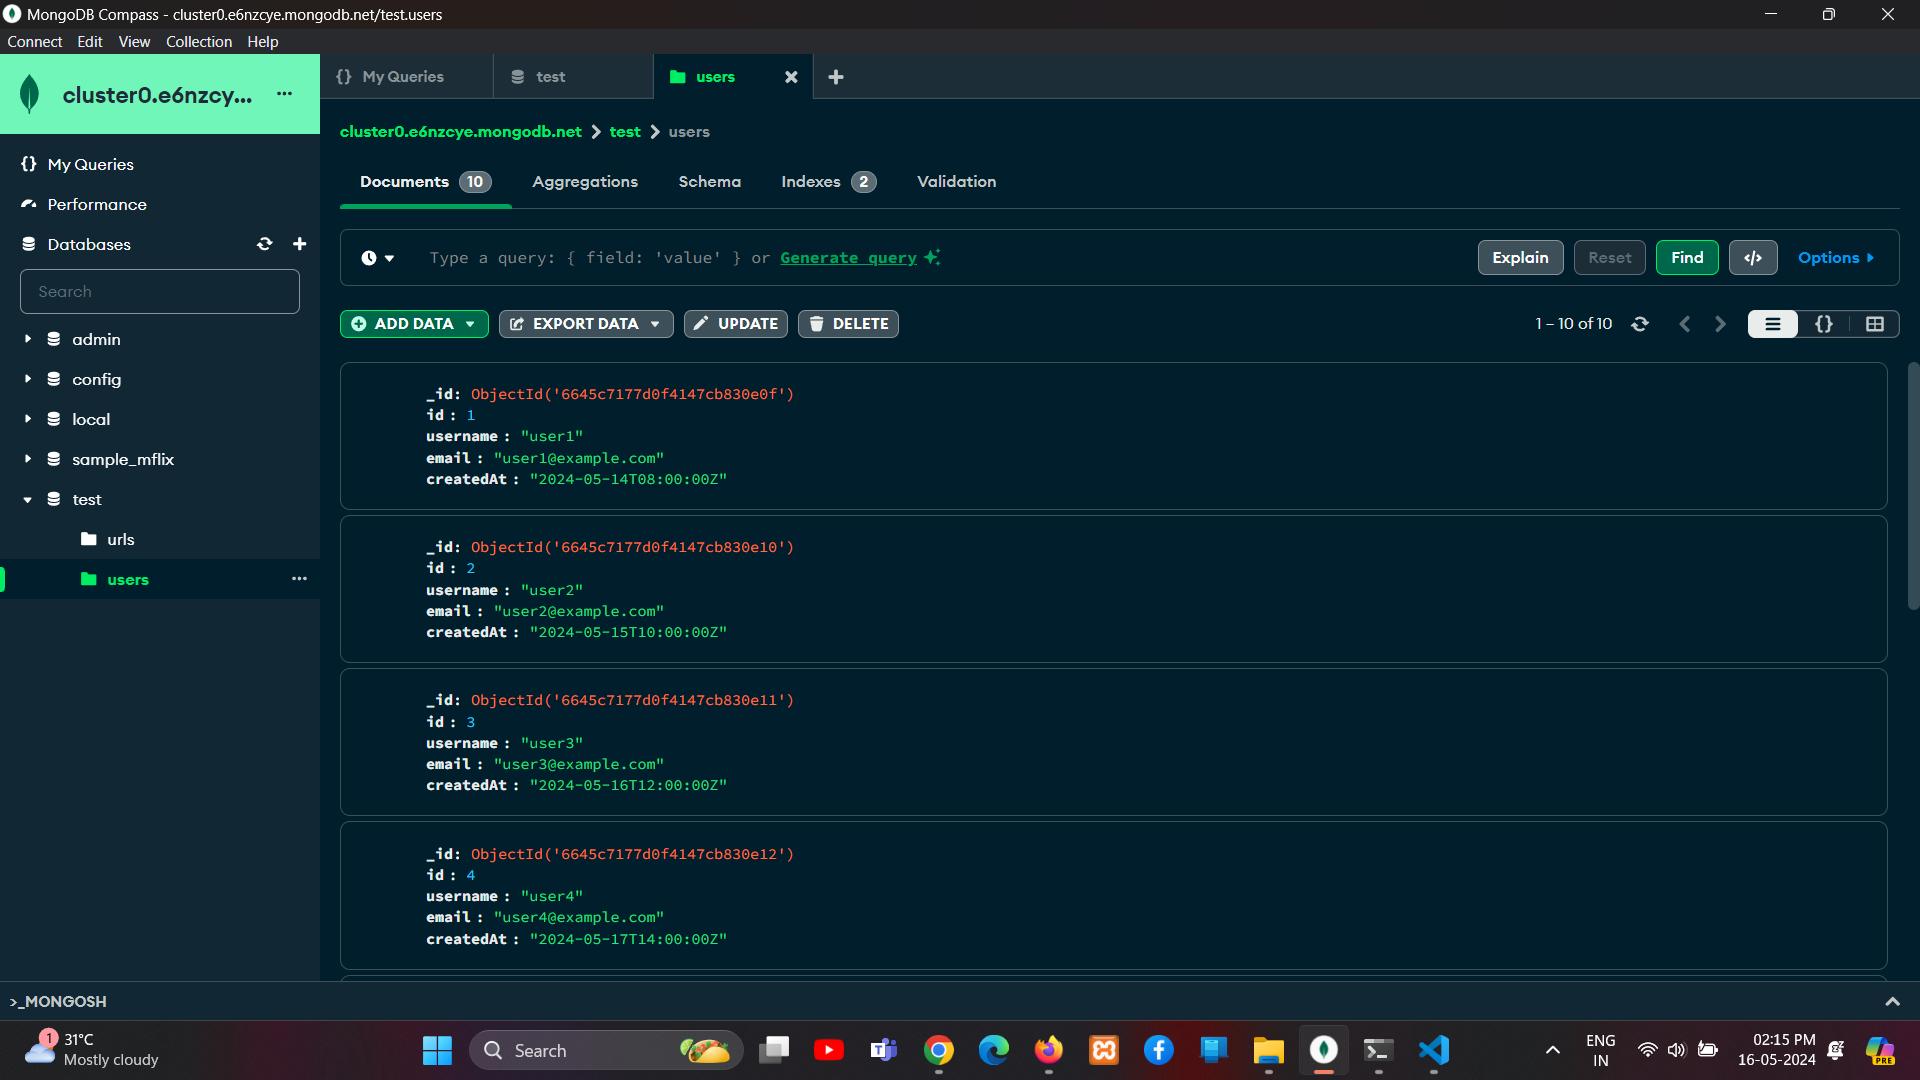 MongoDB Compass - cluster0.e6nzcye.mongodb.net/test.users
Connect Edit View Collection Help
cluster0.e6nzcy... ...
{} My Queries
test
users
cluster0.e6nzcye.mongodb.net > test > users
My Queries
Performance
Databases
Search
admin
config
local
sample_mflix
test
urls
users ...
Documents 10 Aggregations Schema Indexes 2 Validation
Type a query: { field: 'value' } or Generate query
Explain Reset Find </> Options
ADD DATA EXPORT DATA UPDATE DELETE
1 – 10 of 10
{}
_id: ObjectId('6645c7177d0f4147cb830e0f')
id : 1
username : "user1"
email : "user1@example.com"
createdAt : "2024-05-14T08:00:00Z"
_id: ObjectId('6645c7177d0f4147cb830e10')
id : 2
username : "user2"
email : "user2@example.com"
createdAt : "2024-05-15T10:00:00Z"
_id: ObjectId('6645c7177d0f4147cb830e11')
id : 3
username : "user3"
email : "user3@example.com"
createdAt : "2024-05-16T12:00:00Z"
_id: ObjectId('6645c7177d0f4147cb830e12')
id : 4
username : "user4"
email : "user4@example.com"
createdAt : "2024-05-17T14:00:00Z"
>_MONGOSH
1
31°C
Mostly cloudy
Search
ENG
IN
02:15 PM
16-05-2024
PRE